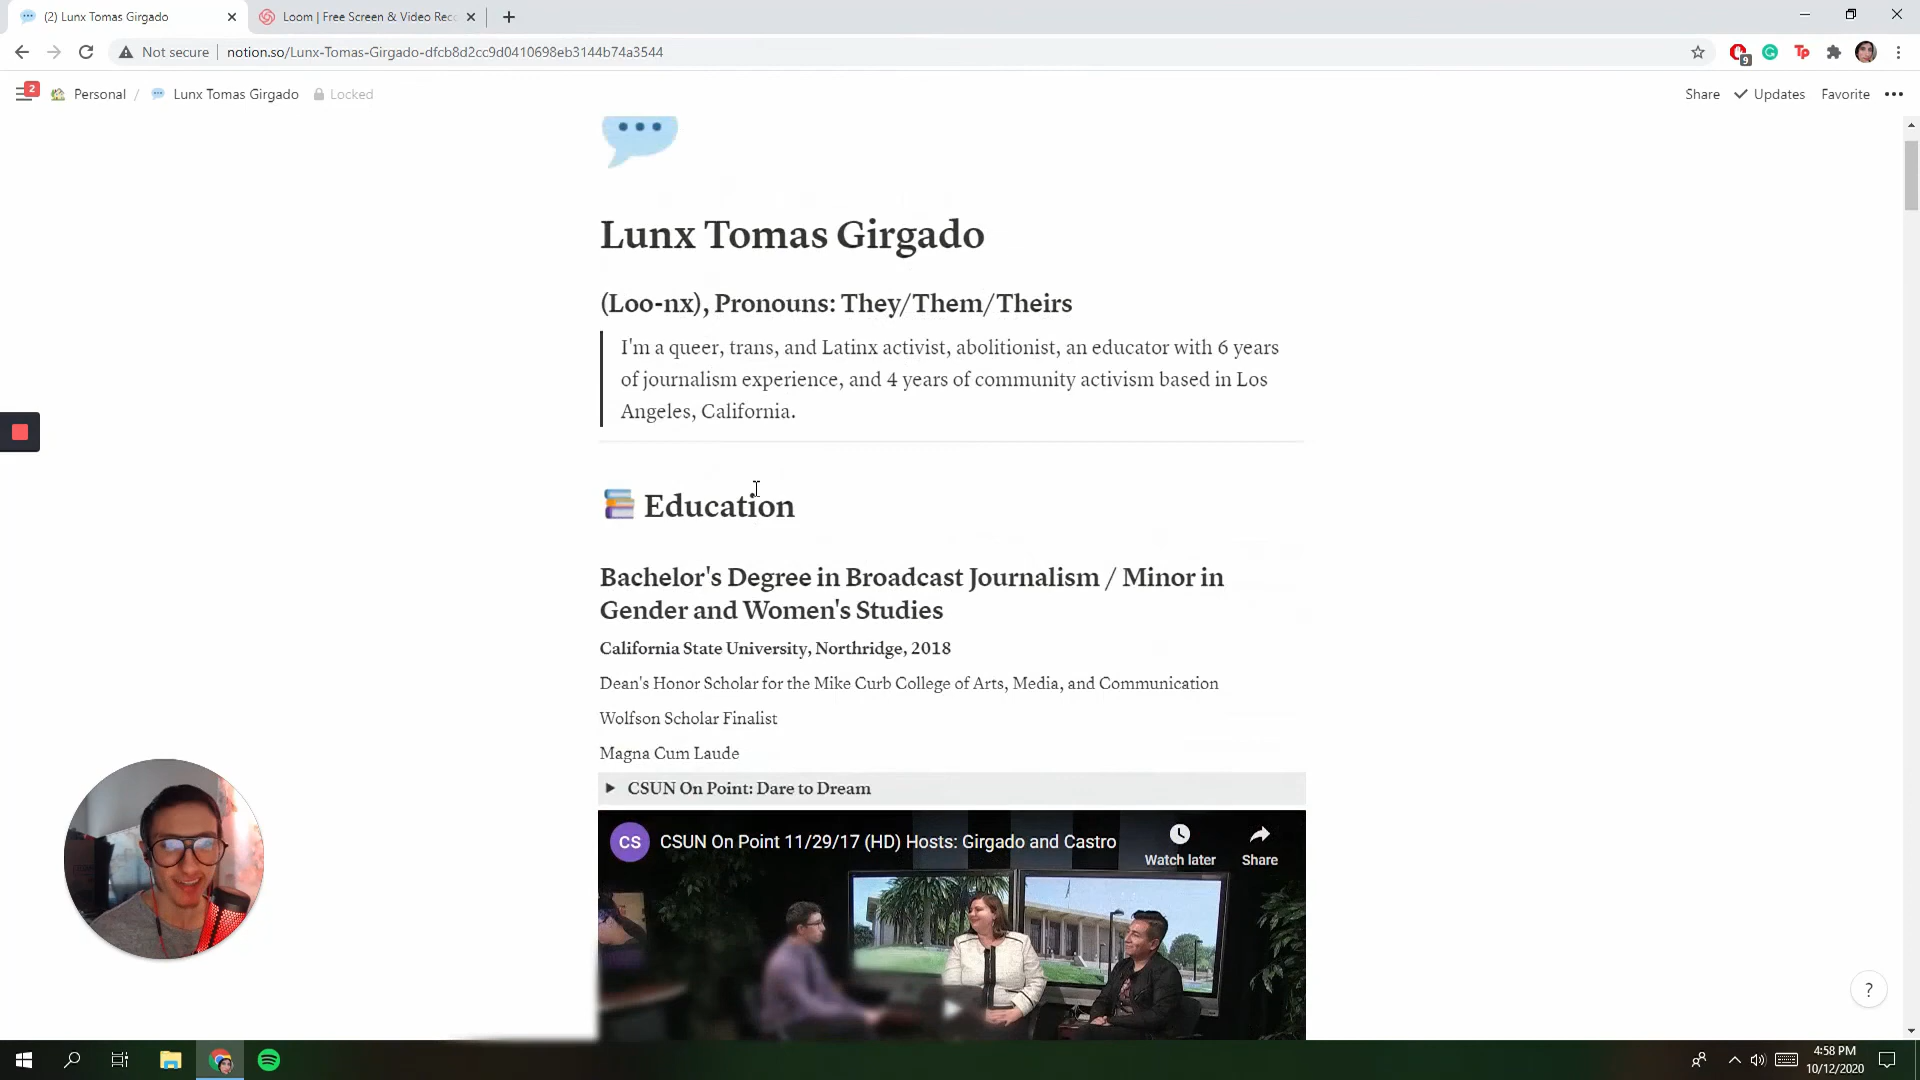 (2) Lunx Tomas Girgado
Loom | Free Screen & Video Rec
Not secure
notion.so/Lunx-Tomas-Girgado-dfcb8d2cc9d0410698eb3144b74a3544
9
2
Personal / Lunx Tomas Girgado Locked
Share Updates Favorite
Lunx Tomas Girgado
(Loo-nx), Pronouns: They/Them/Theirs
I'm a queer, trans, and Latinx activist, abolitionist, an educator with 6 years
of journalism experience, and 4 years of community activism based in Los
Angeles, California.
Education
Bachelor's Degree in Broadcast Journalism / Minor in
Gender and Women's Studies
California State University, Northridge, 2018
Dean's Honor Scholar for the Mike Curb College of Arts, Media, and Communication
Wolfson Scholar Finalist
Magna Cum Laude
CSUN On Point: Dare to Dream
CS CSUN On Point 11/29/17 (HD) Hosts: Girgado and Castro
Watch later Share
?
4:58 PM
10/12/2020